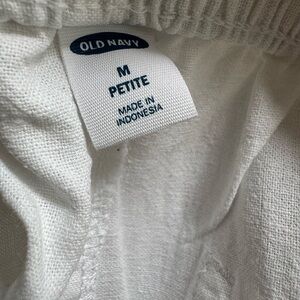 OLD NAVY
M
PETITE
MADE IN
INDONESIA